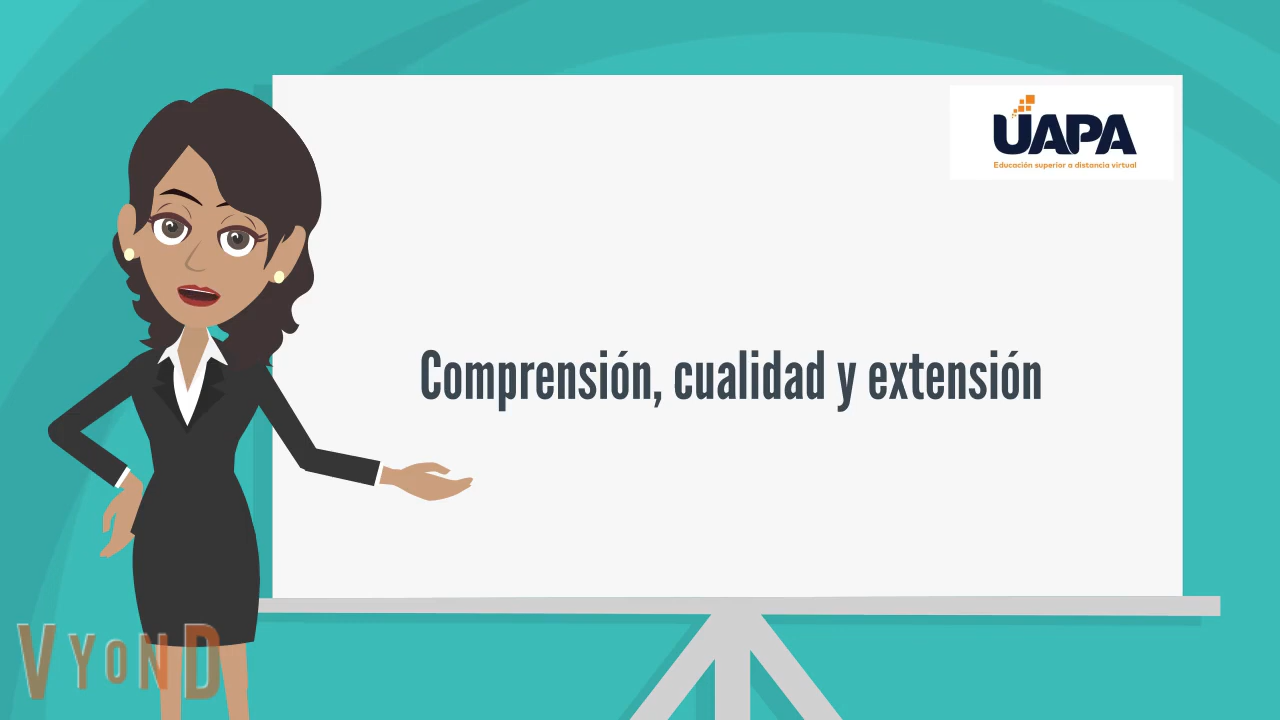 UAPA
Educación superior a distancia virtual
Comprensión, cualidad y extensión
VYOND